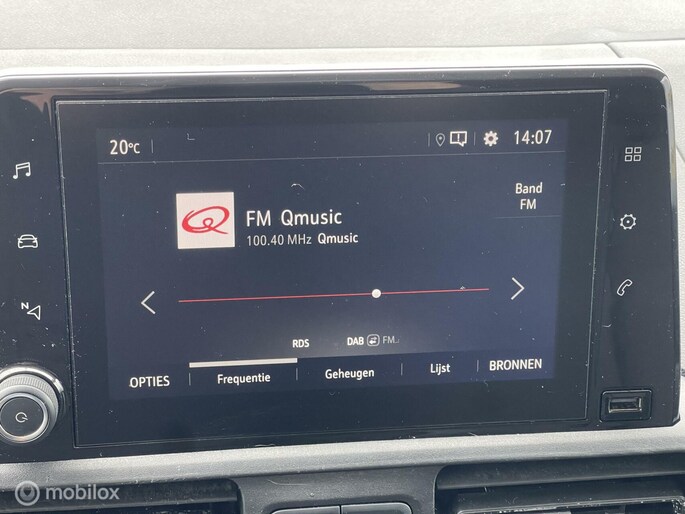 20°C 14:07
Band
FM
FM Qmusic
100.40 MHz Qmusic
N
RDS DAB FM
OPTIES Frequentie Geheugen Lijst BRONNEN
mobilox